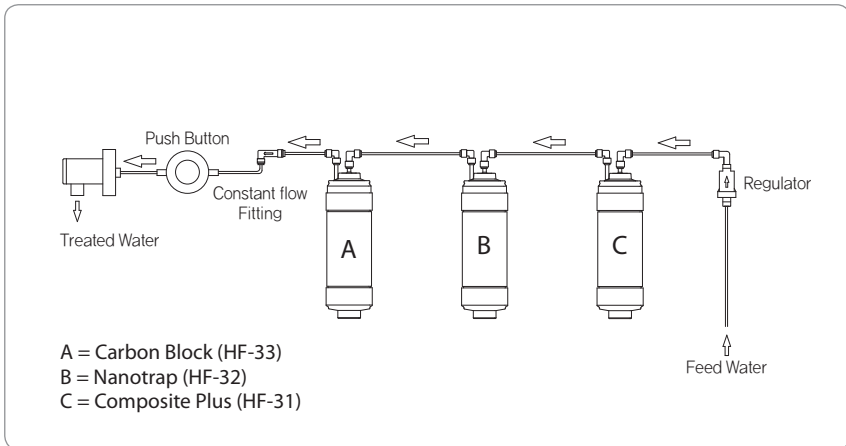 Push Button
Constant flow
Fitting
Treated Water
A
B
C
Regulator
Feed Water
A = Carbon Block (HF-33)
B = Nanotrap (HF-32)
C = Composite Plus (HF-31)